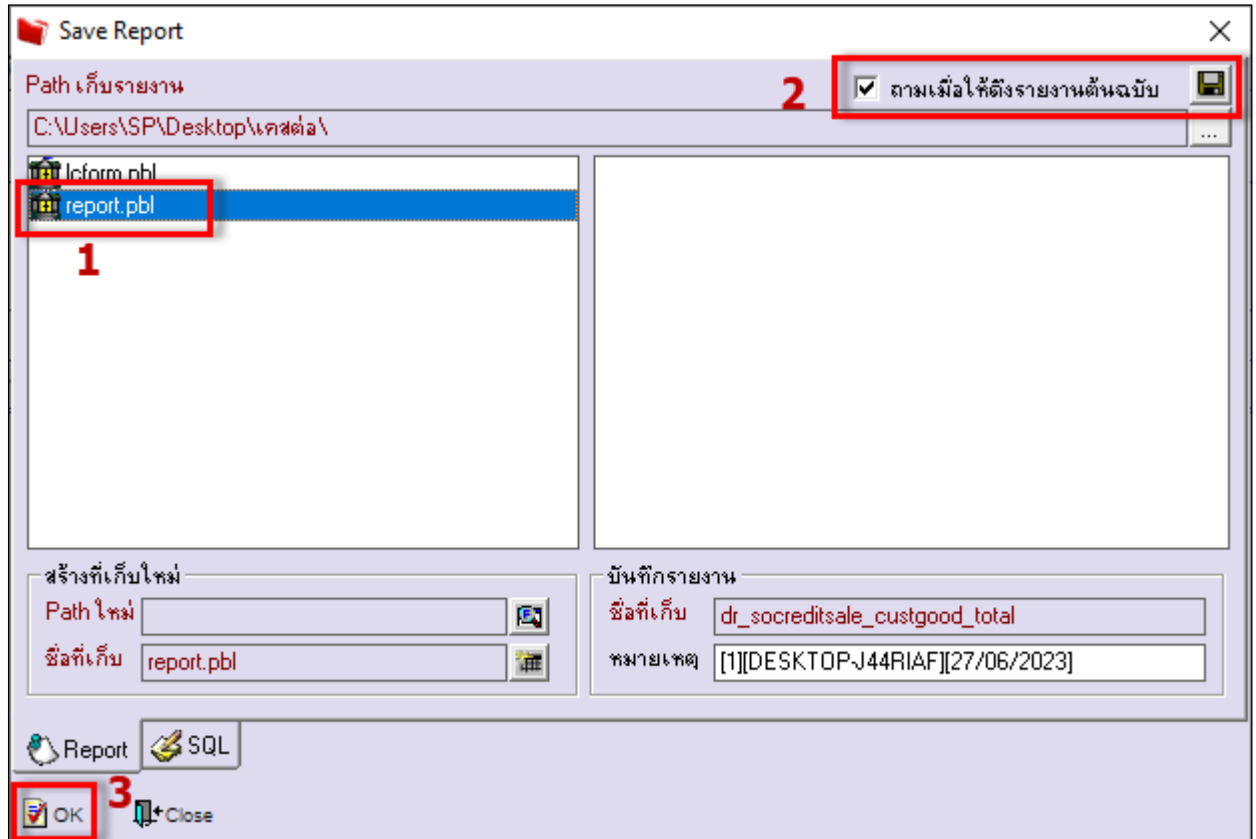 Save Report
Path เก็บรายงาน
2
ถามเมื่อให้ดึงรายงานต้นฉบับ
C:\Users\SP\Desktop\เคสต่อ\
...
lcform.pbl
report.pbl
1
สร้างที่เก็บใหม่
Path ใหม่
ชื่อที่เก็บ report.pbl
บันทึกรายงาน
ชื่อที่เก็บ dr_socreditsale_custgood_total
หมายเหตุ [1][DESKTOP-J44RIAF][27/06/2023]
Report SQL
3
OK Close